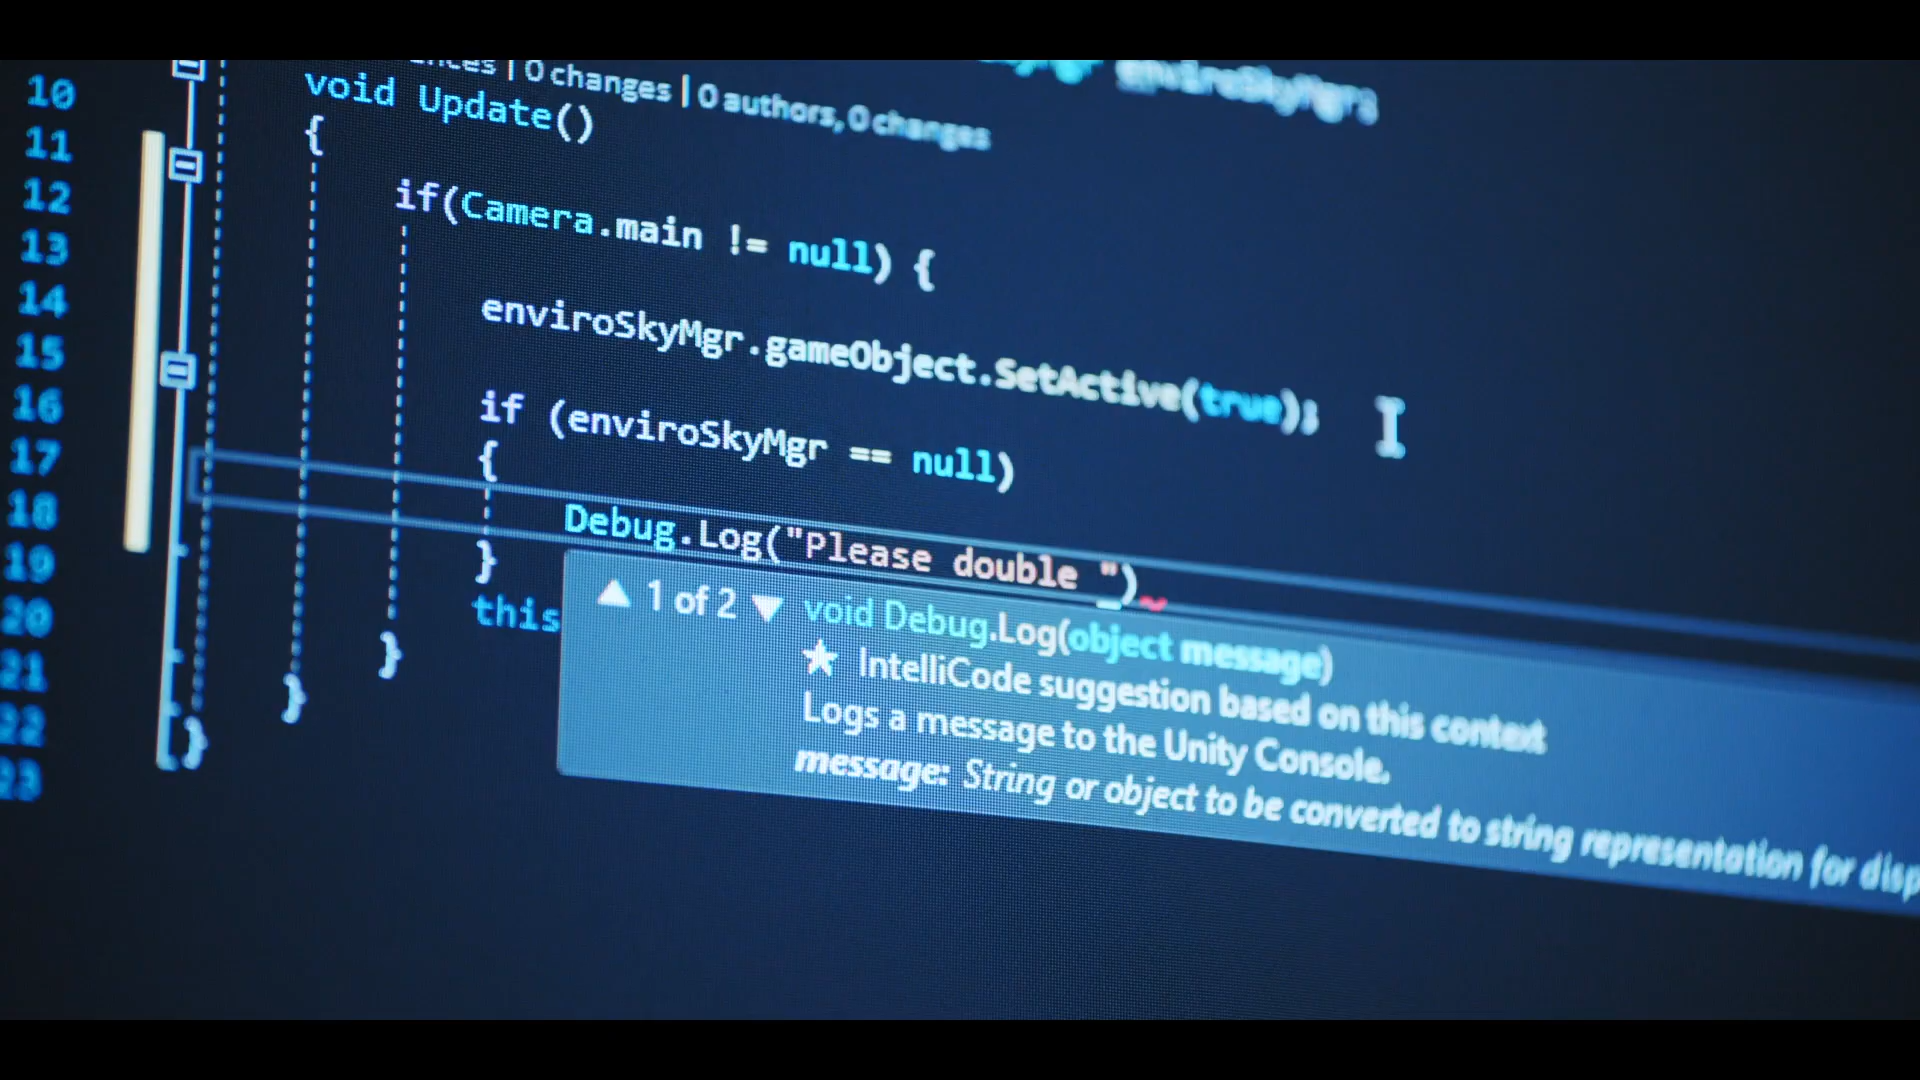 10
11
12
13
14
15
16
17
18
19
20
21
22
23
0 changes | 0 authors, 0 changes
enviroSkyMgr;
void Update()
{
if(Camera.main != null) {
enviroSkyMgr.gameObject.SetActive(true);
if (enviroSkyMgr == null)
{
Debug.Log("Please double ")
}
this
}
}
}
1 of 2 void Debug.Log(object message)
★ IntelliCode suggestion based on this context
Logs a message to the Unity Console.
message: String or object to be converted to string representation for disp